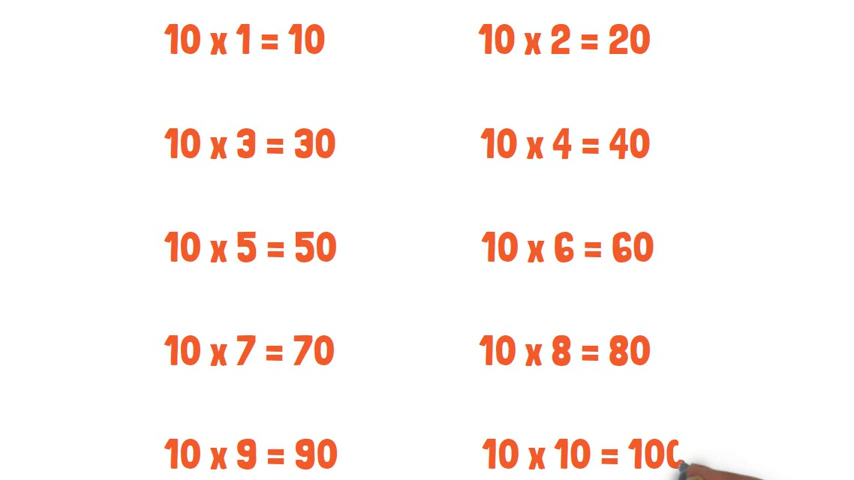 10 x 1 = 10
10 x 2 = 20
10 x 3 = 30
10 x 4 = 40
10 x 5 = 50
10 x 6 = 60
10 x 7 = 70
10 x 8 = 80
10 x 9 = 90
10 x 10 = 100